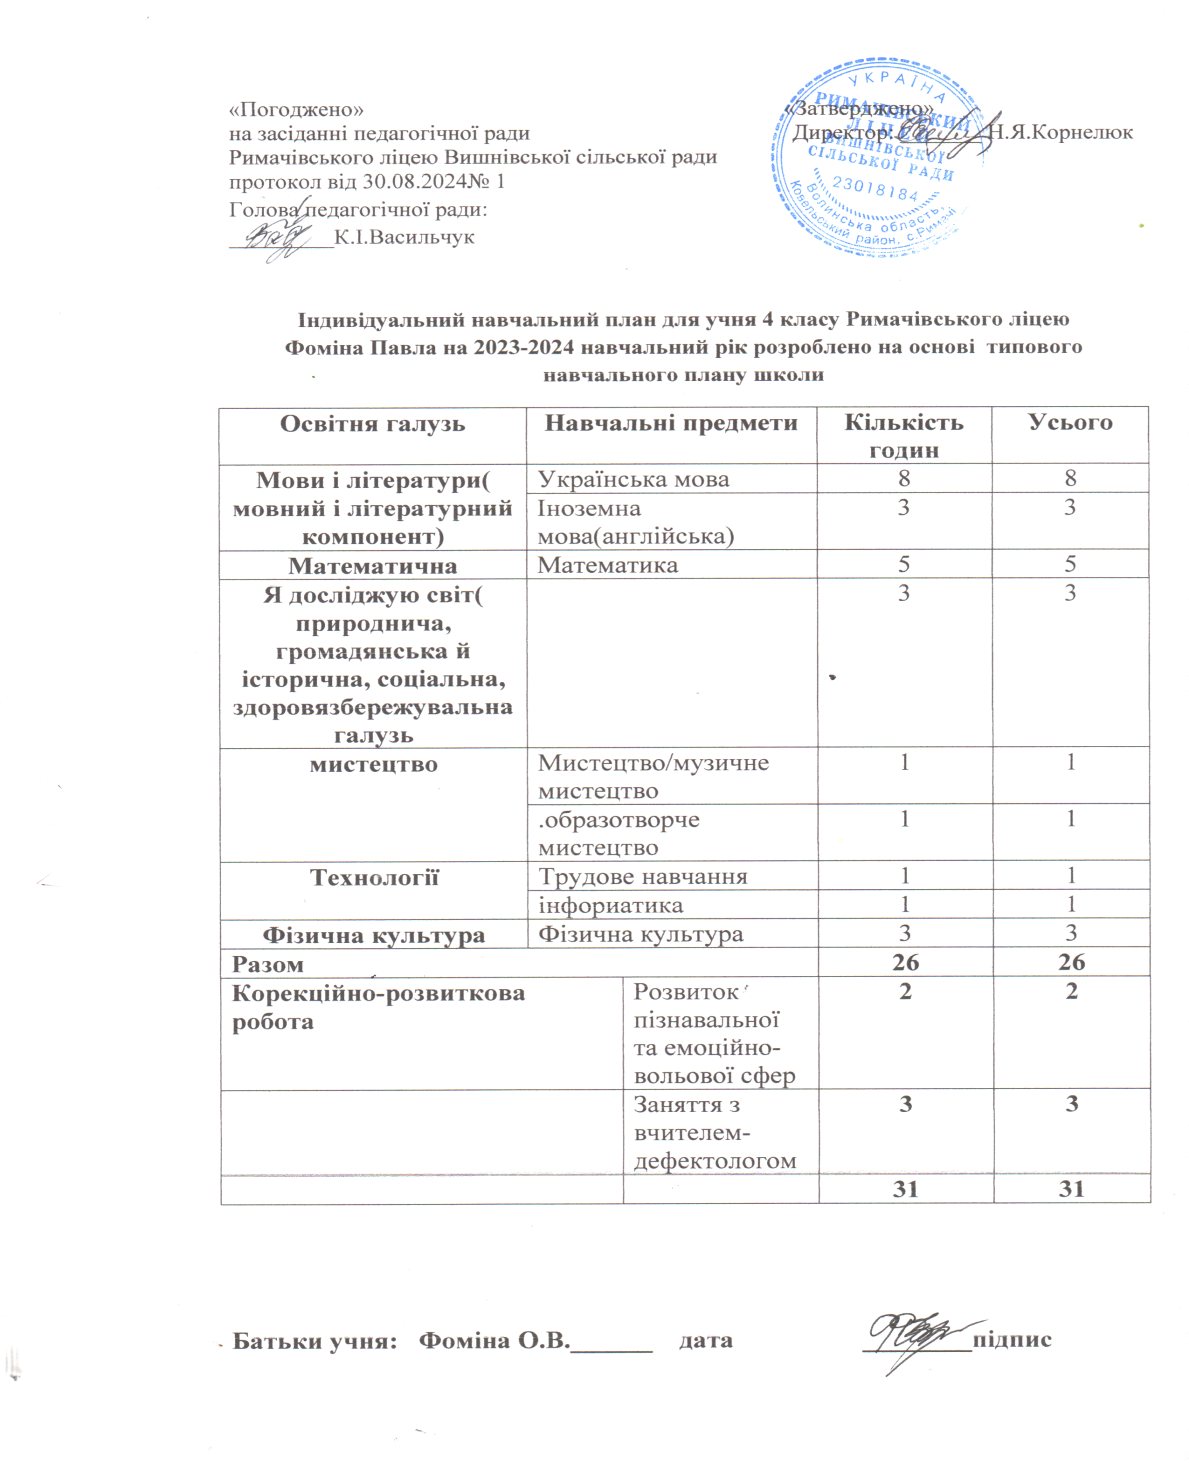 «Погоджено»
на засіданні педагогічної ради
Римачівського ліцею Вишнівської сільської ради
протокол від 30.08.2024№ 1
Голова педагогічної ради:
__________К.І.Васильчук
«Затверджено»
Директор:________Н.Я.Корнелюк
УКРАЇНА
РИМАЧІВСЬКИЙ
ЛІЦЕЙ
ВИШНІВСЬКОЇ
СІЛЬСЬКОЇ РАДИ
23018184
Волинська область,
Ковельський район, с.Римачі
Індивідуальний навчальний план для учня 4 класу Римачівського ліцею
Фоміна Павла на 2023-2024 навчальний рік розроблено на основі типового
навчального плану школи
Освітня галузь Навчальні предмети Кількість годин Усього
Мови і літератури( мовний і літературний компонент) Українська мова 8 8
Іноземна мова(англійська) 3 3
Математична Математика 5 5
Я досліджую світ( природнича, громадянська й історична, соціальна, здоровязбережувальна галузь 3 3
мистецтво Мистецтво/музичне мистецтво 1 1
.образотворче мистецтво 1 1
Технології Трудове навчання 1 1
інфориатика 1 1
Фізична культура Фізична культура 3 3
Разом 26 26
Корекційно-розвиткова робота Розвиток пізнавальної та емоційно-вольової сфер 2 2
Заняття з вчителем-дефектологом 3 3
31 31
Батьки учня: Фоміна О.В.______ дата ________підпис